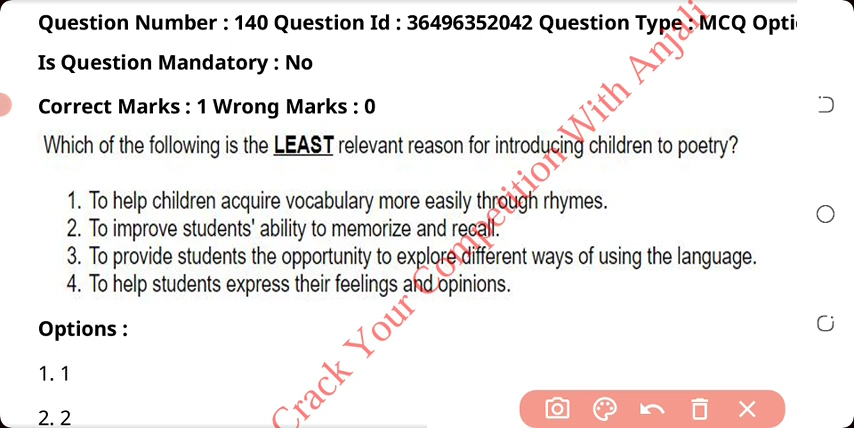 Question Number : 140 Question Id : 36496352042 Question Type : MCQ Opti
Is Question Mandatory : No
Correct Marks : 1 Wrong Marks : 0
Which of the following is the LEAST relevant reason for introducing children to poetry?
1. To help children acquire vocabulary more easily through rhymes.
2. To improve students' ability to memorize and recall.
3. To provide students the opportunity to explore different ways of using the language.
4. To help students express their feelings and opinions.
Options :
1. 1
2. 2
Crack Your Competition With Anjali